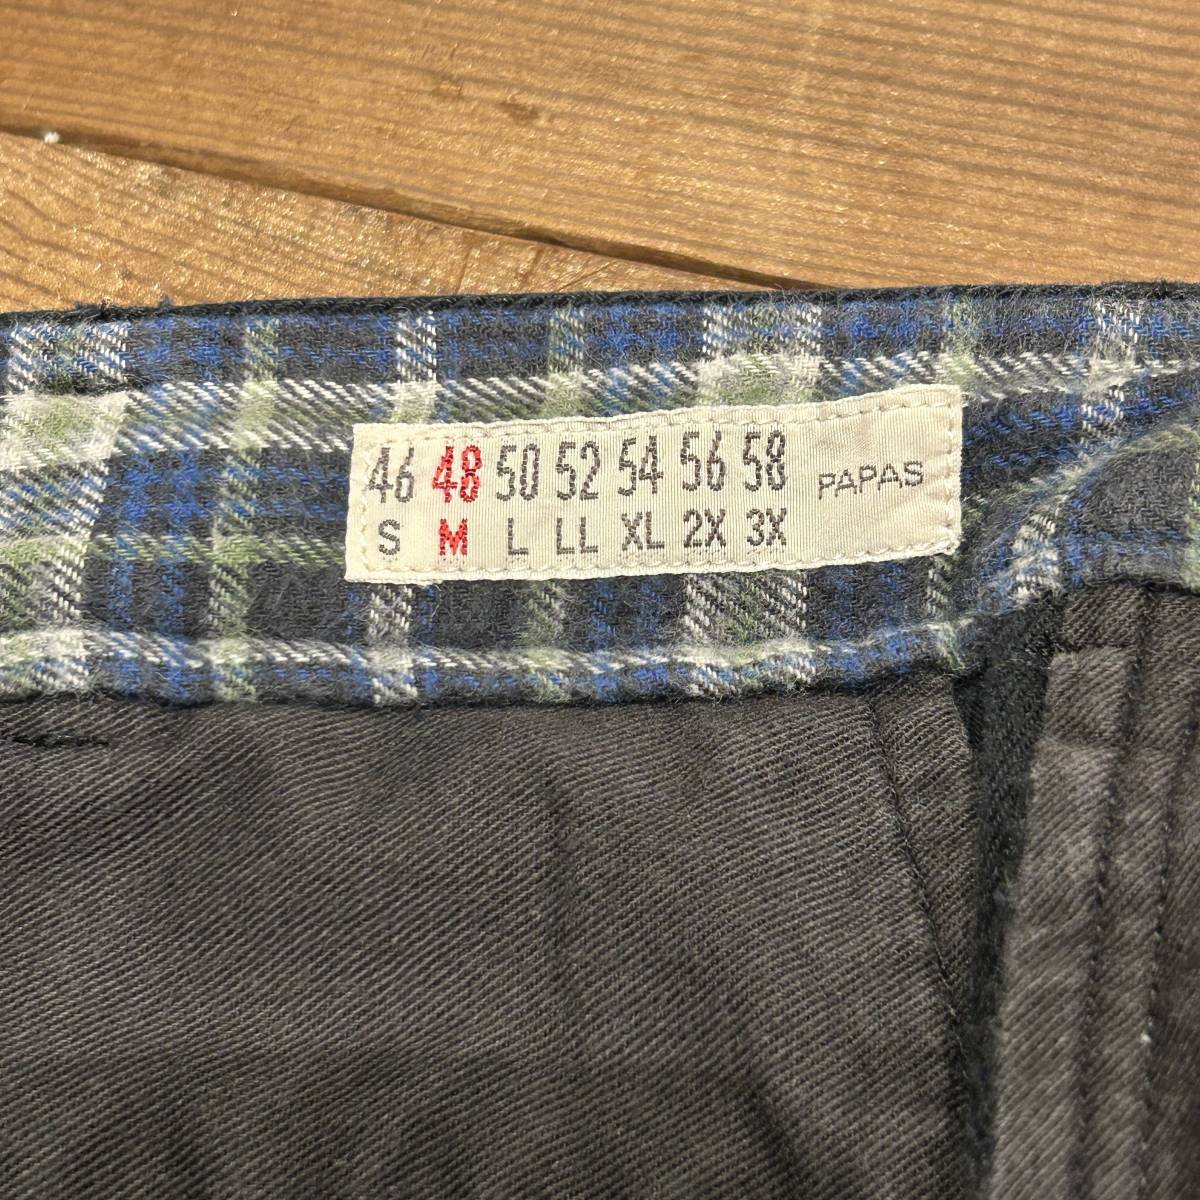 46 48 50 52 54 56 58 PAPAS
S M L LL XL 2X 3X